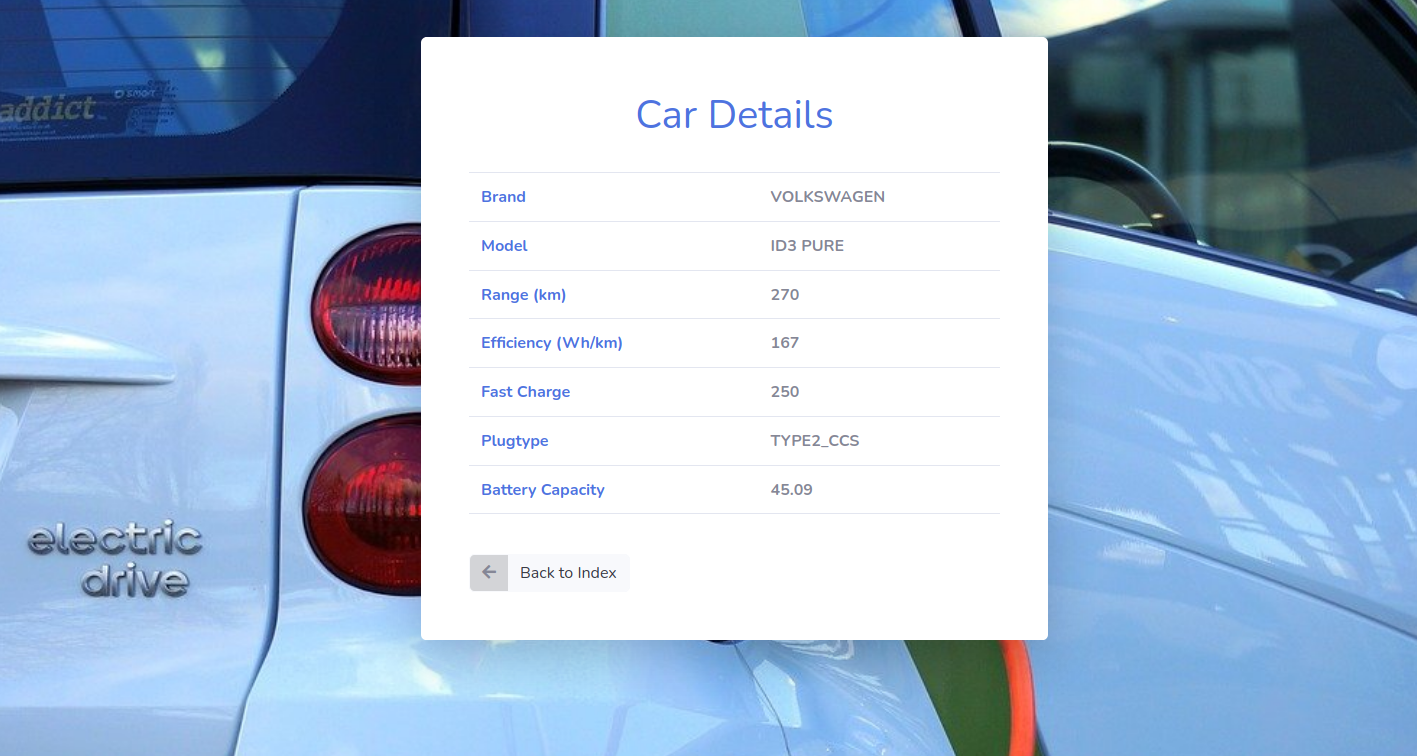 addict
smart
Car Details
Brand VOLKSWAGEN
Model ID3 PURE
Range (km) 270
Efficiency (Wh/km) 167
Fast Charge 250
Plugtype TYPE2_CCS
Battery Capacity 45.09
electric
drive
Back to Index